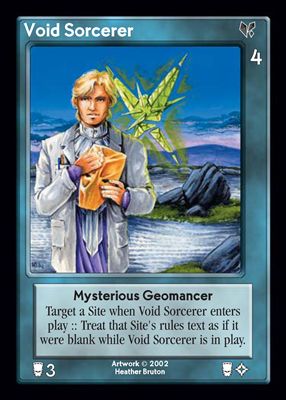 Void Sorcerer
4
Mysterious Geomancer
Target a Site when Void Sorcerer enters
play :: Treat that Site's rules text as if it
were blank while Void Sorcerer is in play.
3
Artwork © 2002
Heather Bruton